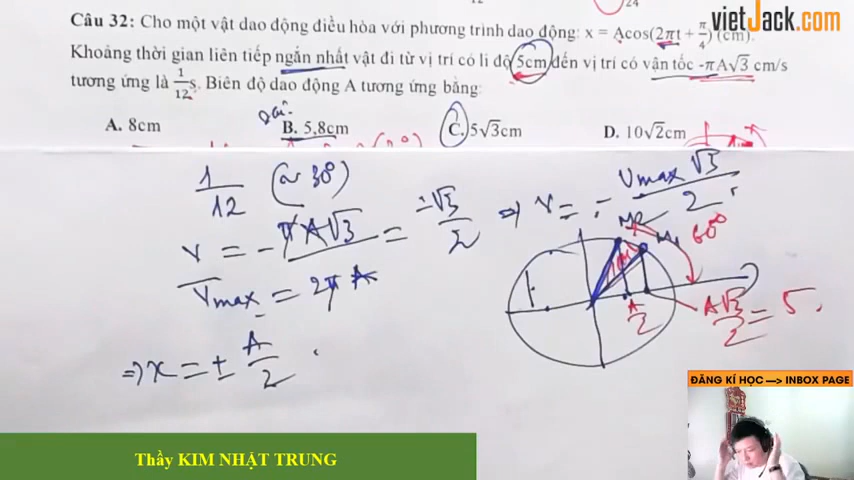 24
vietJack.com
Câu 32: Cho một vật dao động điều hòa với phương trình dao động: x = Acos(2πt + π/4) (cm).
Khoảng thời gian liên tiếp ngắn nhất vật đi từ vị trí có li độ 5cm đến vị trí có vận tốc -πA√3 cm/s
tương ứng là 1/12 s. Biên độ dao động A tương ứng bằng:
A. 8cm B. 5,8cm C. 5√3cm D. 10√2cm
1/12 (~ 30°)
v/vmax = -πA√3/2πA = -√3/2 ⇒ v = - vmax√3/2
⇒ x = ± A/2
M2 M1 60°
A/2 A√3/2 = 5
ĐĂNG KÍ HỌC —> INBOX PAGE
Thầy KIM NHẬT TRUNG